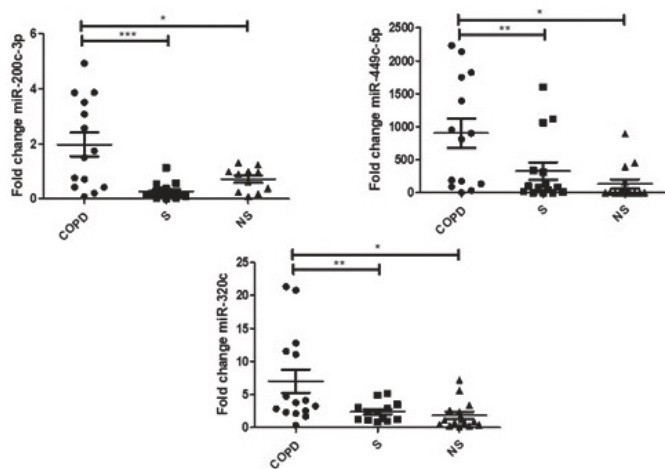 Fold change miR-200c-3p
6
4
2
0
*
***
COPD
S
NS
Fold change miR-449c-5p
2500
2000
1500
1000
500
0
*
**
COPD
S
NS
Fold change miR-320c
25
20
15
10
5
0
*
**
COPD
S
NS